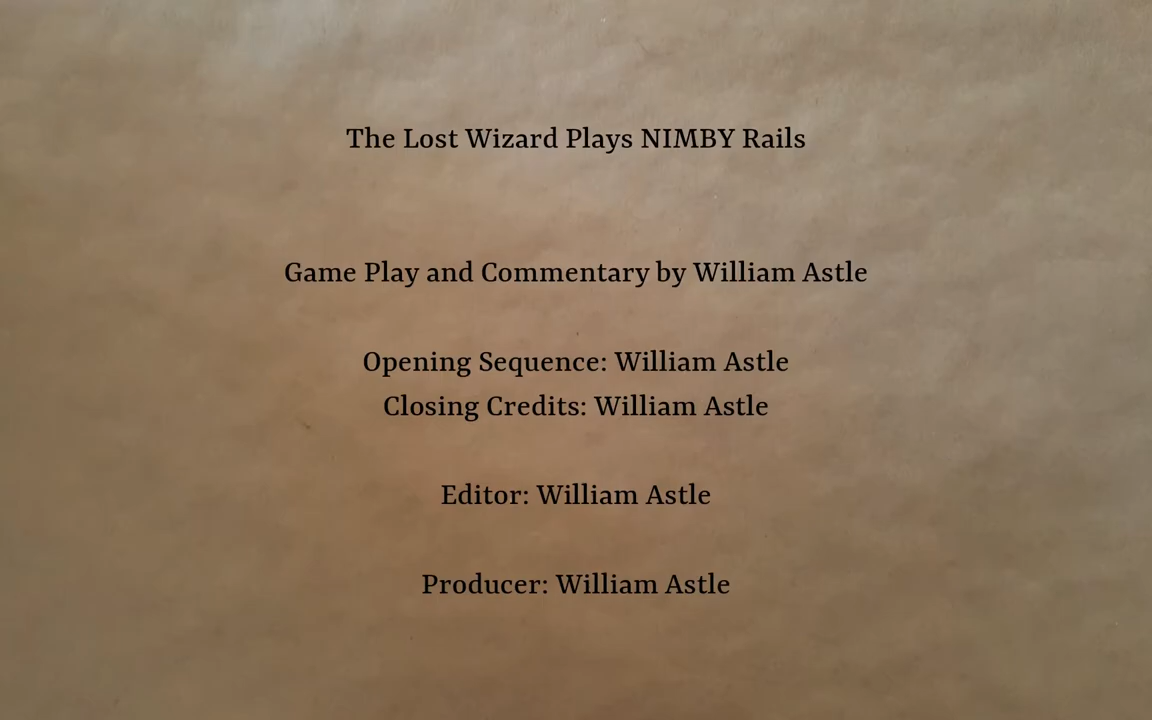 The Lost Wizard Plays NIMBY Rails
Game Play and Commentary by William Astle
Opening Sequence: William Astle
Closing Credits: William Astle
Editor: William Astle
Producer: William Astle